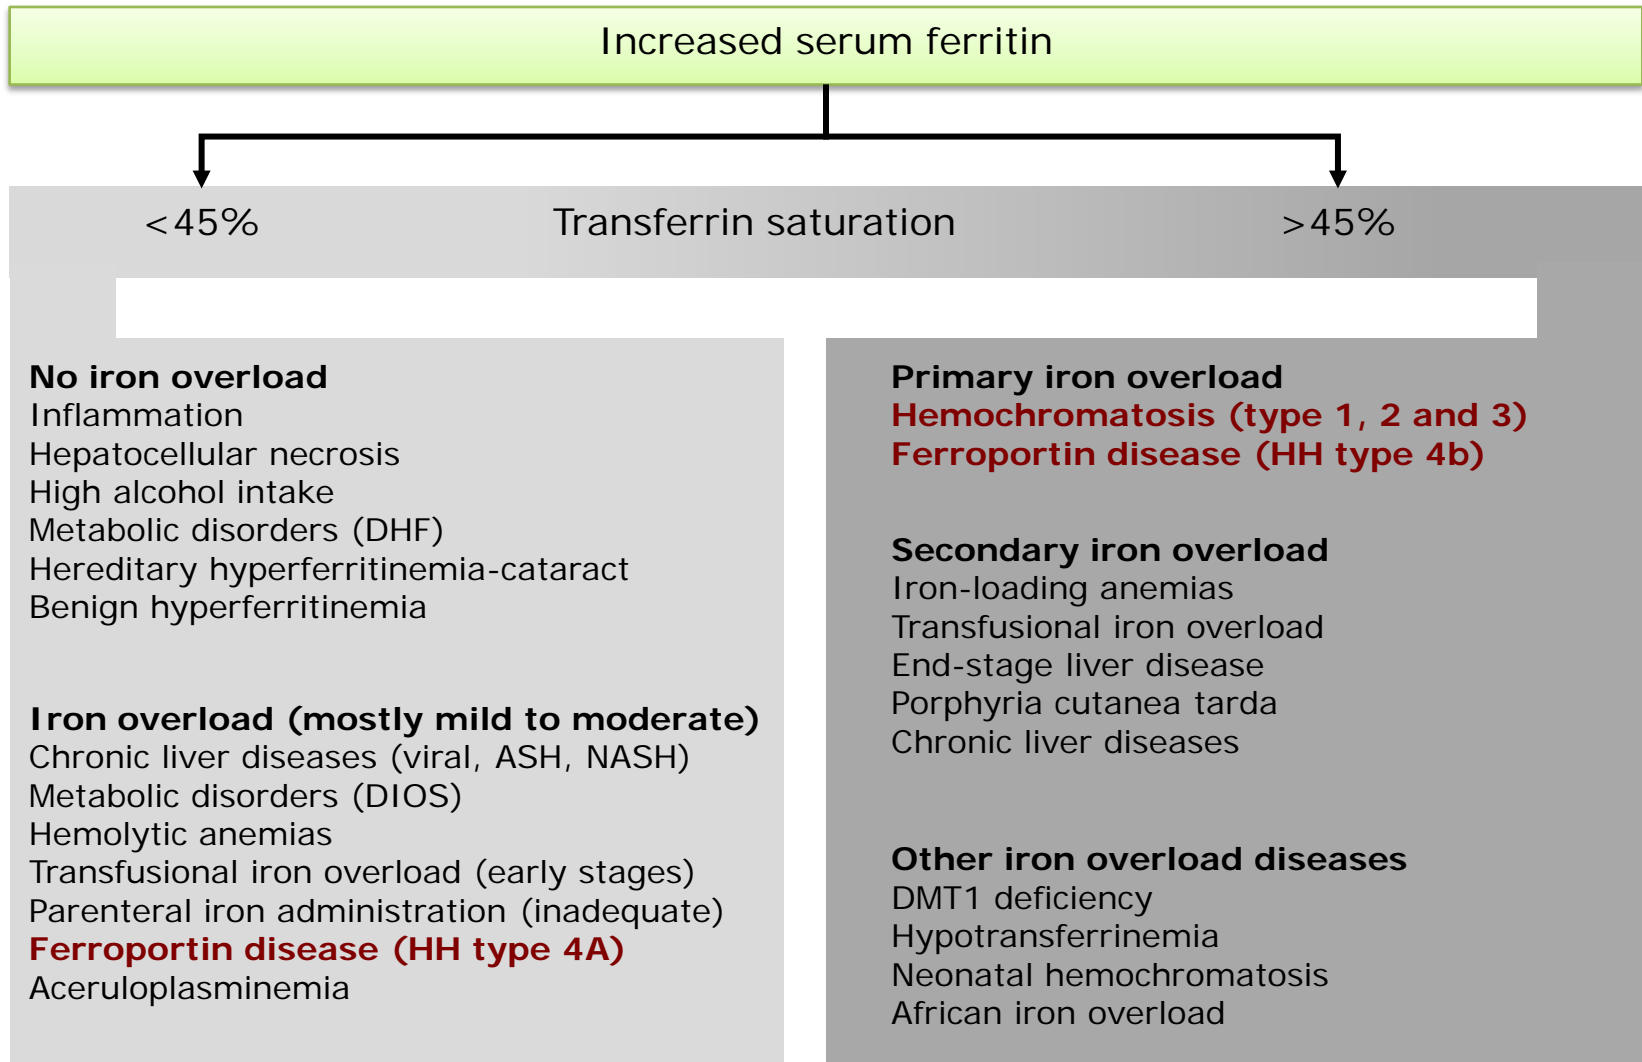 Increased serum ferritin
<45% Transferrin saturation >45%
No iron overload
Inflammation
Hepatocellular necrosis
High alcohol intake
Metabolic disorders (DHF)
Hereditary hyperferritinemia-cataract
Benign hyperferritinemia
Iron overload (mostly mild to moderate)
Chronic liver diseases (viral, ASH, NASH)
Metabolic disorders (DIOS)
Hemolytic anemias
Transfusional iron overload (early stages)
Parenteral iron administration (inadequate)
Ferroportin disease (HH type 4A)
Aceruloplasminemia
Primary iron overload
Hemochromatosis (type 1, 2 and 3)
Ferroportin disease (HH type 4b)
Secondary iron overload
Iron-loading anemias
Transfusional iron overload
End-stage liver disease
Porphyria cutanea tarda
Chronic liver diseases
Other iron overload diseases
DMT1 deficiency
Hypotransferrinemia
Neonatal hemochromatosis
African iron overload